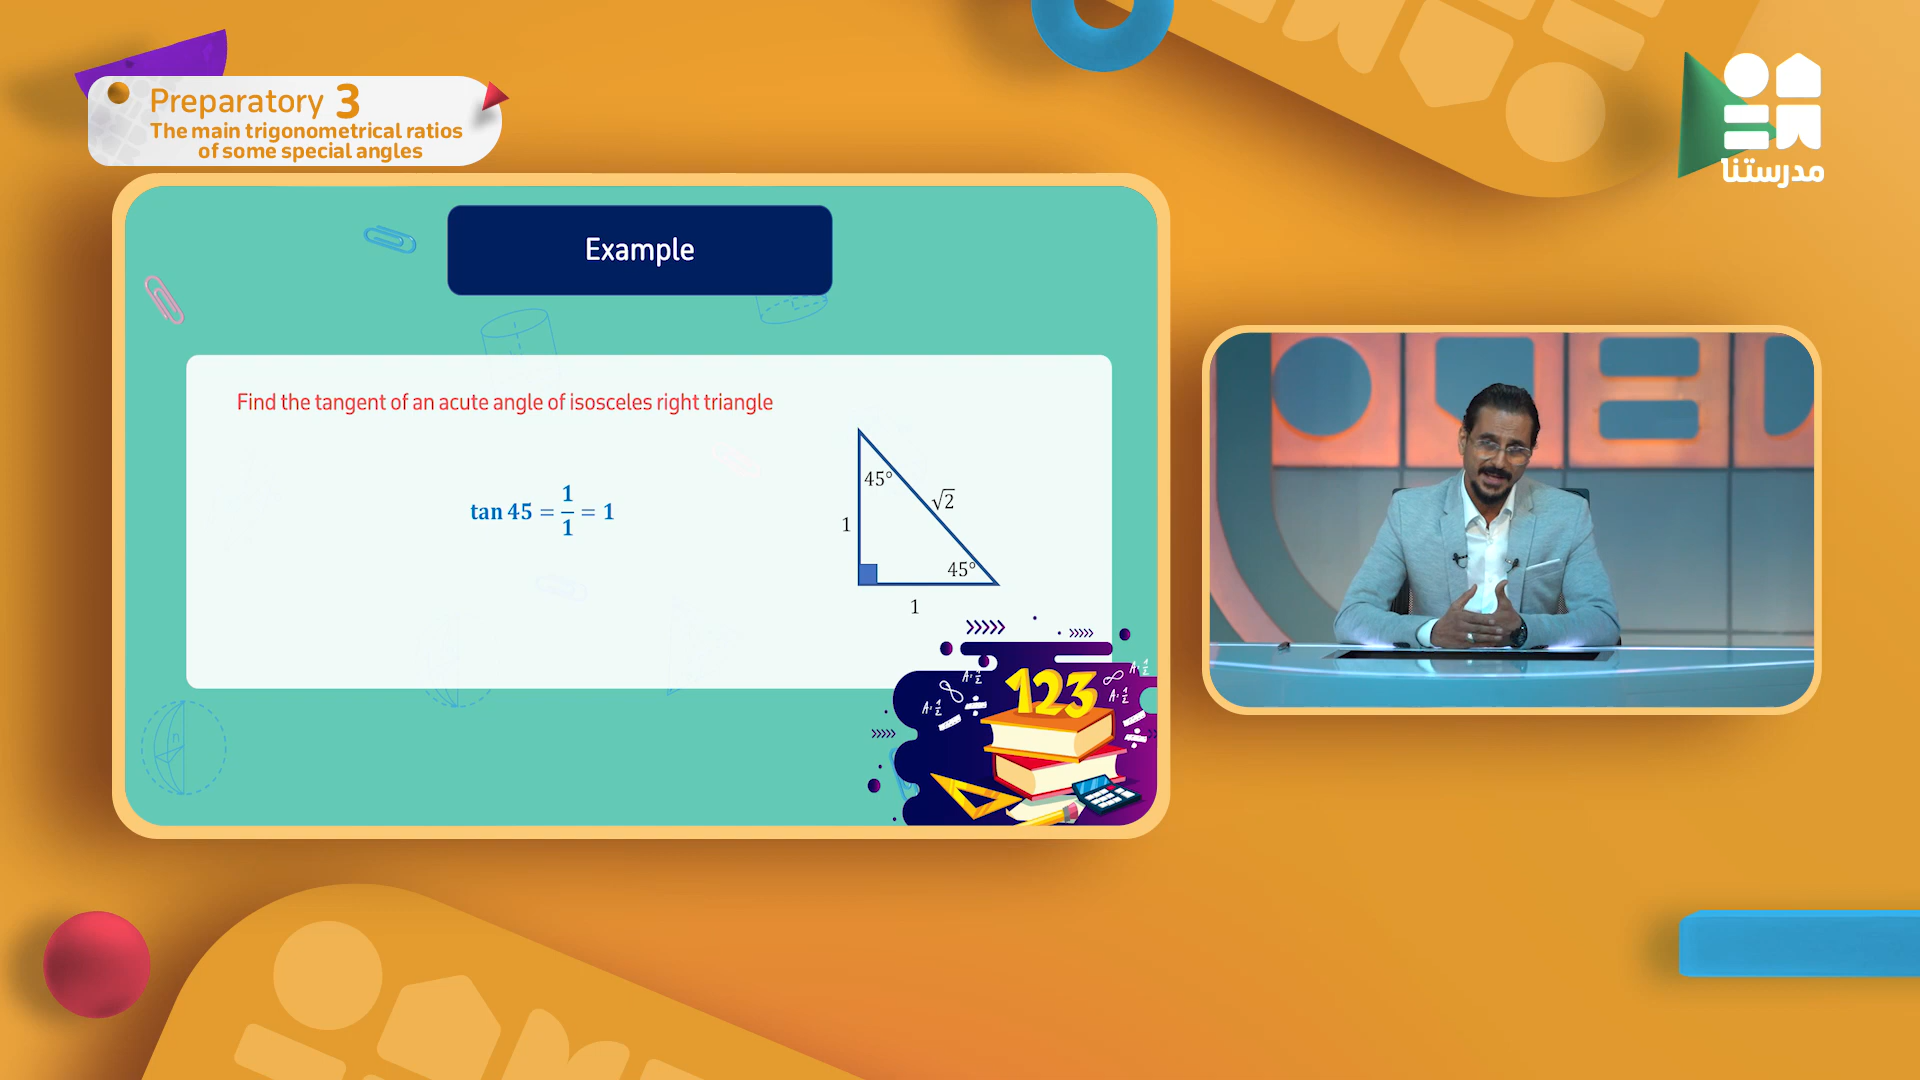 Preparatory 3
The main trigonometrical ratios
of some special angles
مدرستنا
Example
Find the tangent of an acute angle of isosceles right triangle
tan 45 = 1/1 = 1
45°
√2
1
45°
1
123